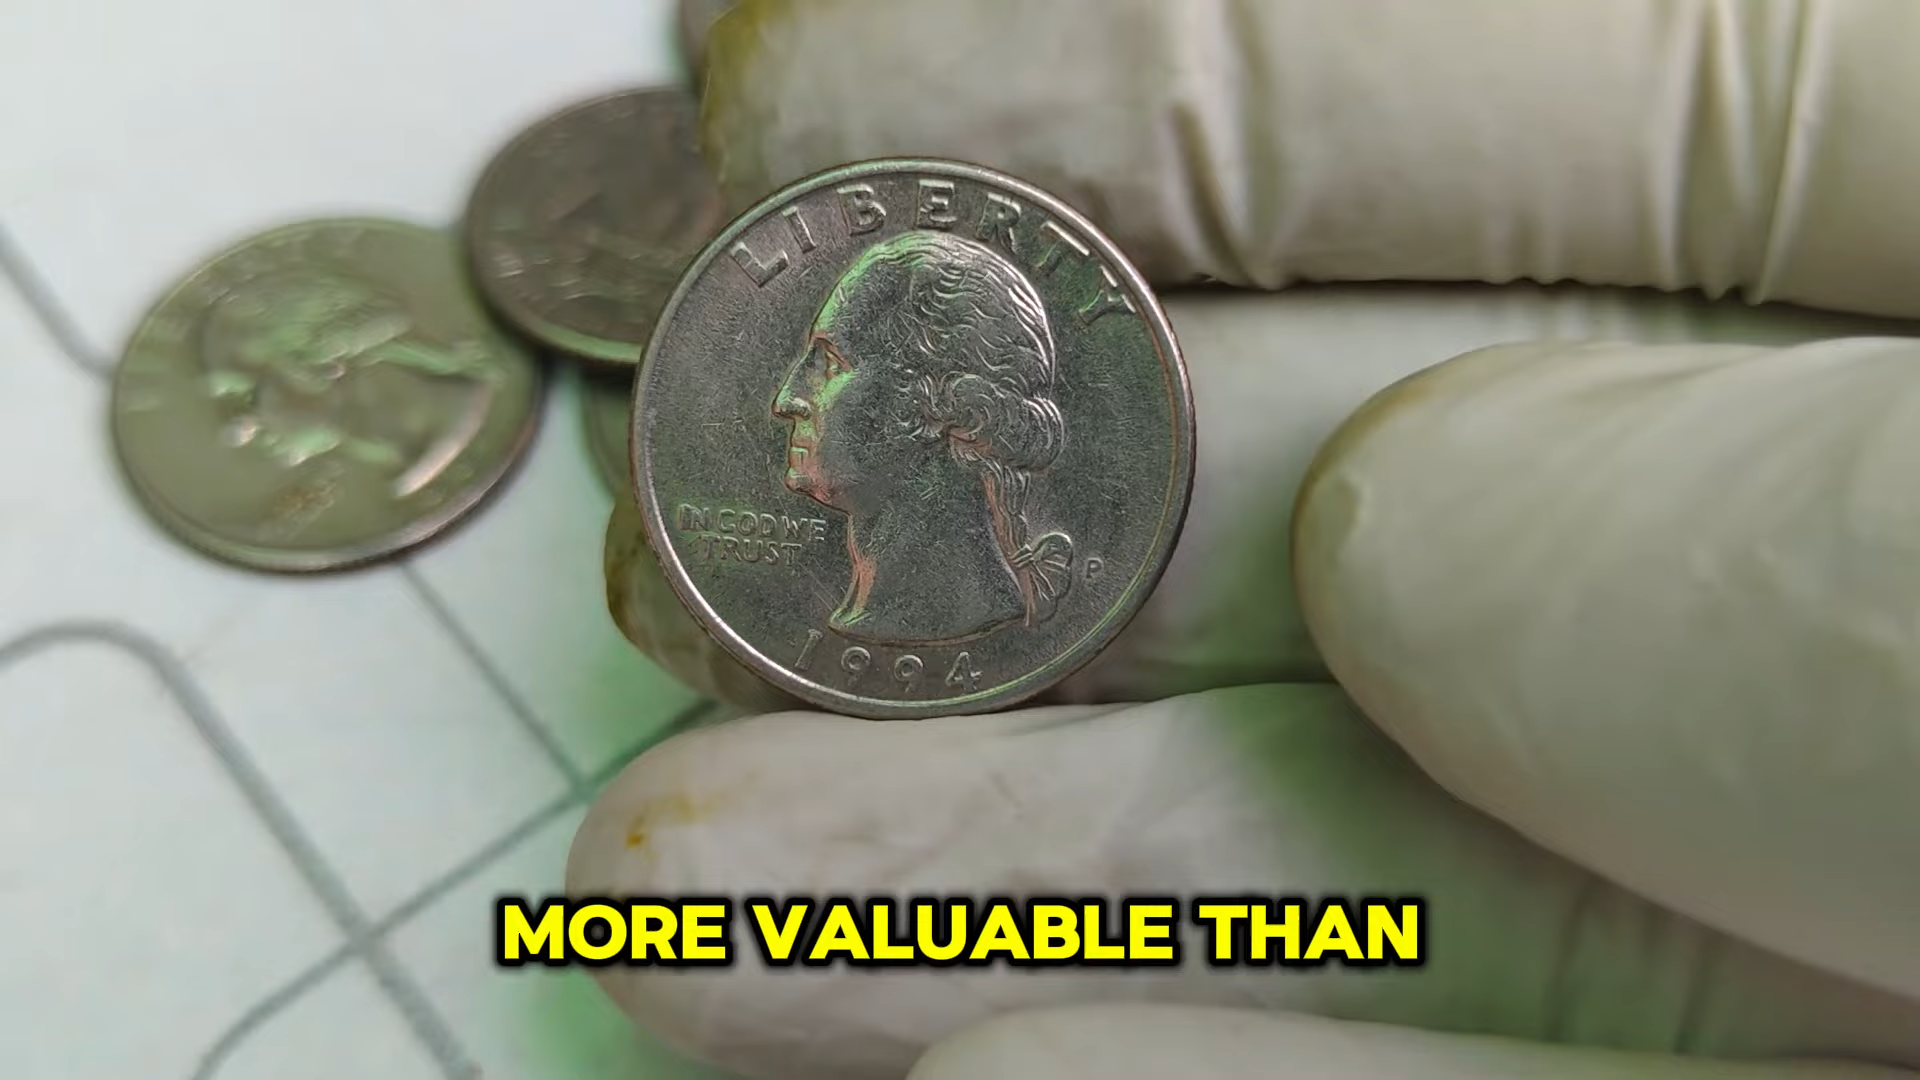 LIBERTY
IN GOD WE
TRUST
P
1994
MORE VALUABLE THAN